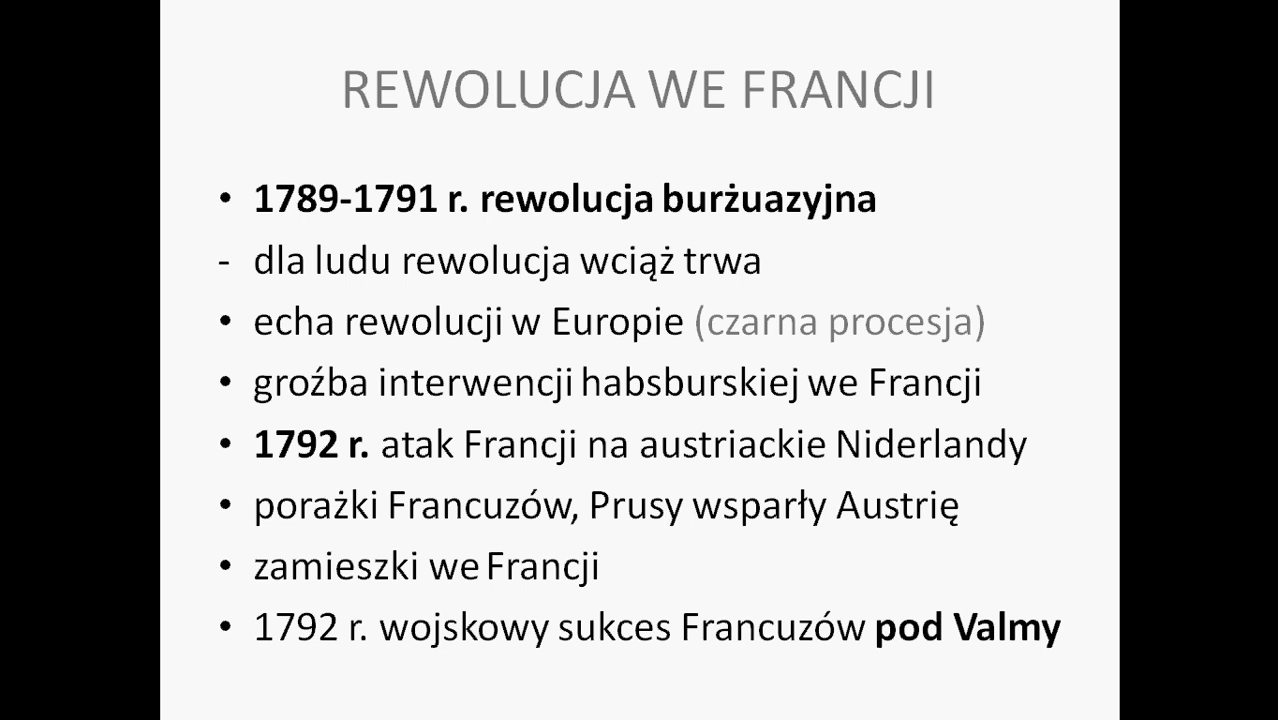 REWOLUCJA WE FRANCJI
• 1789-1791 r. rewolucja burżuazyjna
- dla ludu rewolucja wciąż trwa
• echa rewolucji w Europie (czarna procesja)
• groźba interwencji habsburskiej we Francji
• 1792 r. atak Francji na austriackie Niderlandy
• porażki Francuzów, Prusy wsparły Austrię
• zamieszki we Francji
• 1792 r. wojskowy sukces Francuzów pod Valmy